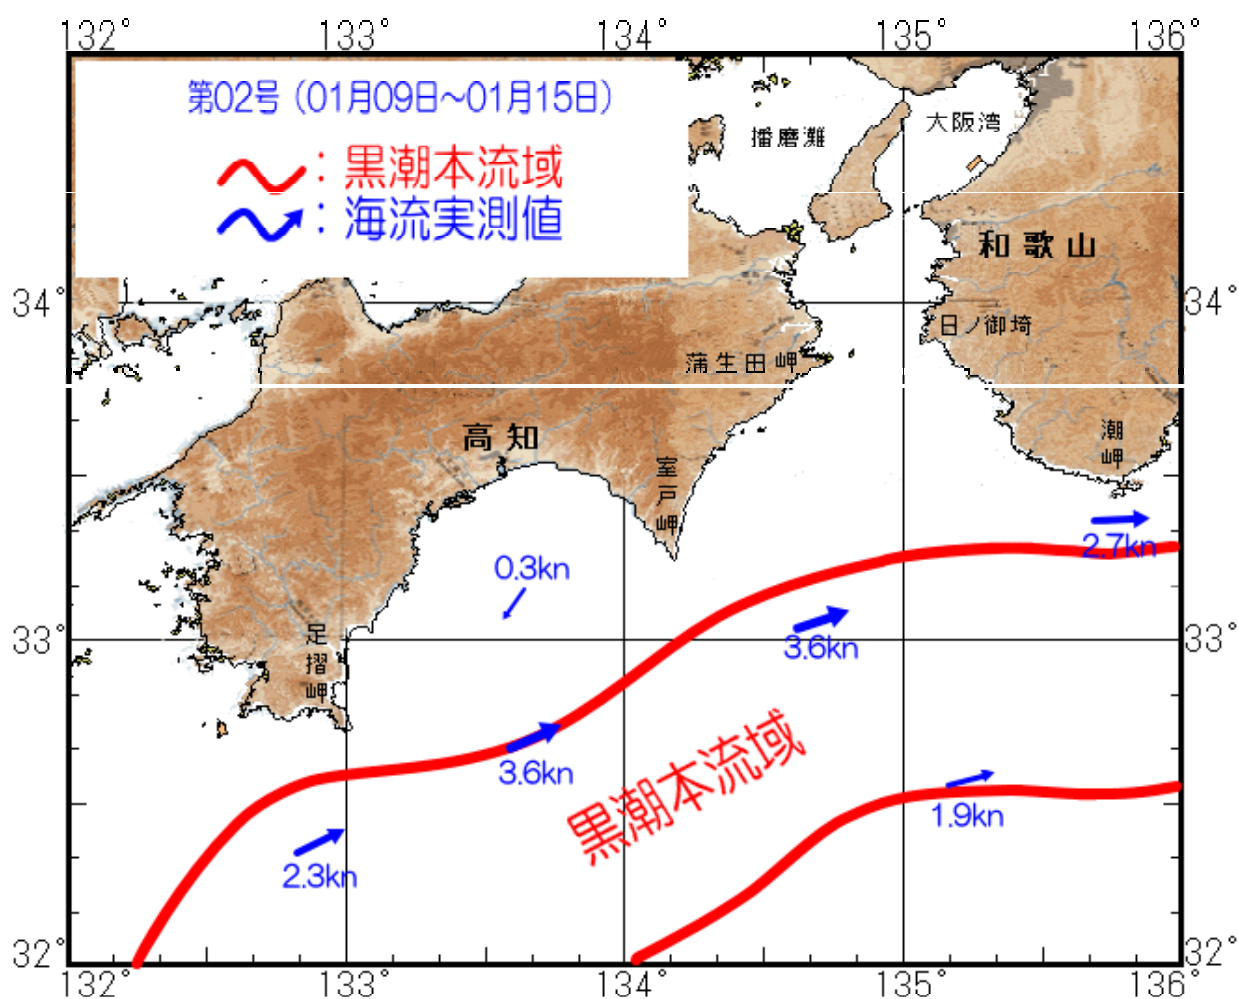 132° 133° 134° 135° 136°
第02号 (01月09日～01月15日)
：黒潮本流域
：海流実測値
播磨灘
大阪湾
和歌山
34° 34°
日ノ御埼
蒲生田岬
高知
潮岬
室戸岬
2.7kn
0.3kn
3.6kn
33° 33°
足摺岬
3.6kn
黒潮本流域
1.9kn
2.3kn
32° 32°
132° 133° 134° 135° 136°